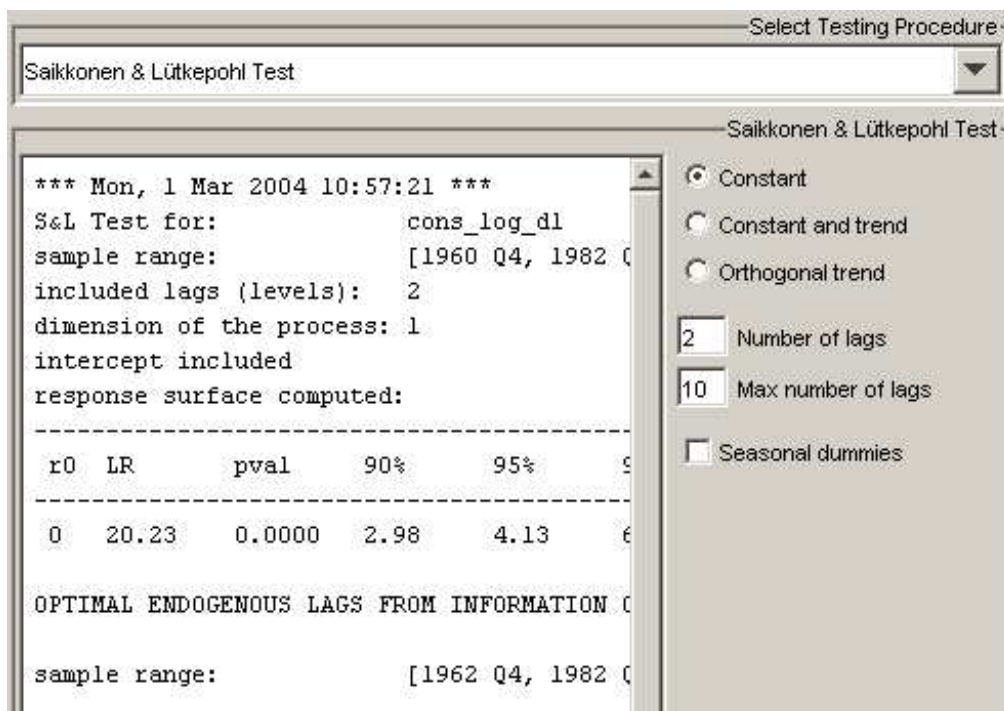 Select Testing Procedure
Saikkonen & Lütkepohl Test
Saikkonen & Lütkepohl Test
*** Mon, 1 Mar 2004 10:57:21 ***
S&L Test for: cons_log_d1
sample range: [1960 Q4, 1982
included lags (levels): 2
dimension of the process: 1
intercept included
response surface computed:
-----------------------------------------------
r0 LR pval 90% 95%
-----------------------------------------------
0 20.23 0.0000 2.98 4.13
OPTIMAL ENDOGENOUS LAGS FROM INFORMATION
sample range: [1962 Q4, 1982
Constant
Constant and trend
Orthogonal trend
2 Number of lags
10 Max number of lags
Seasonal dummies